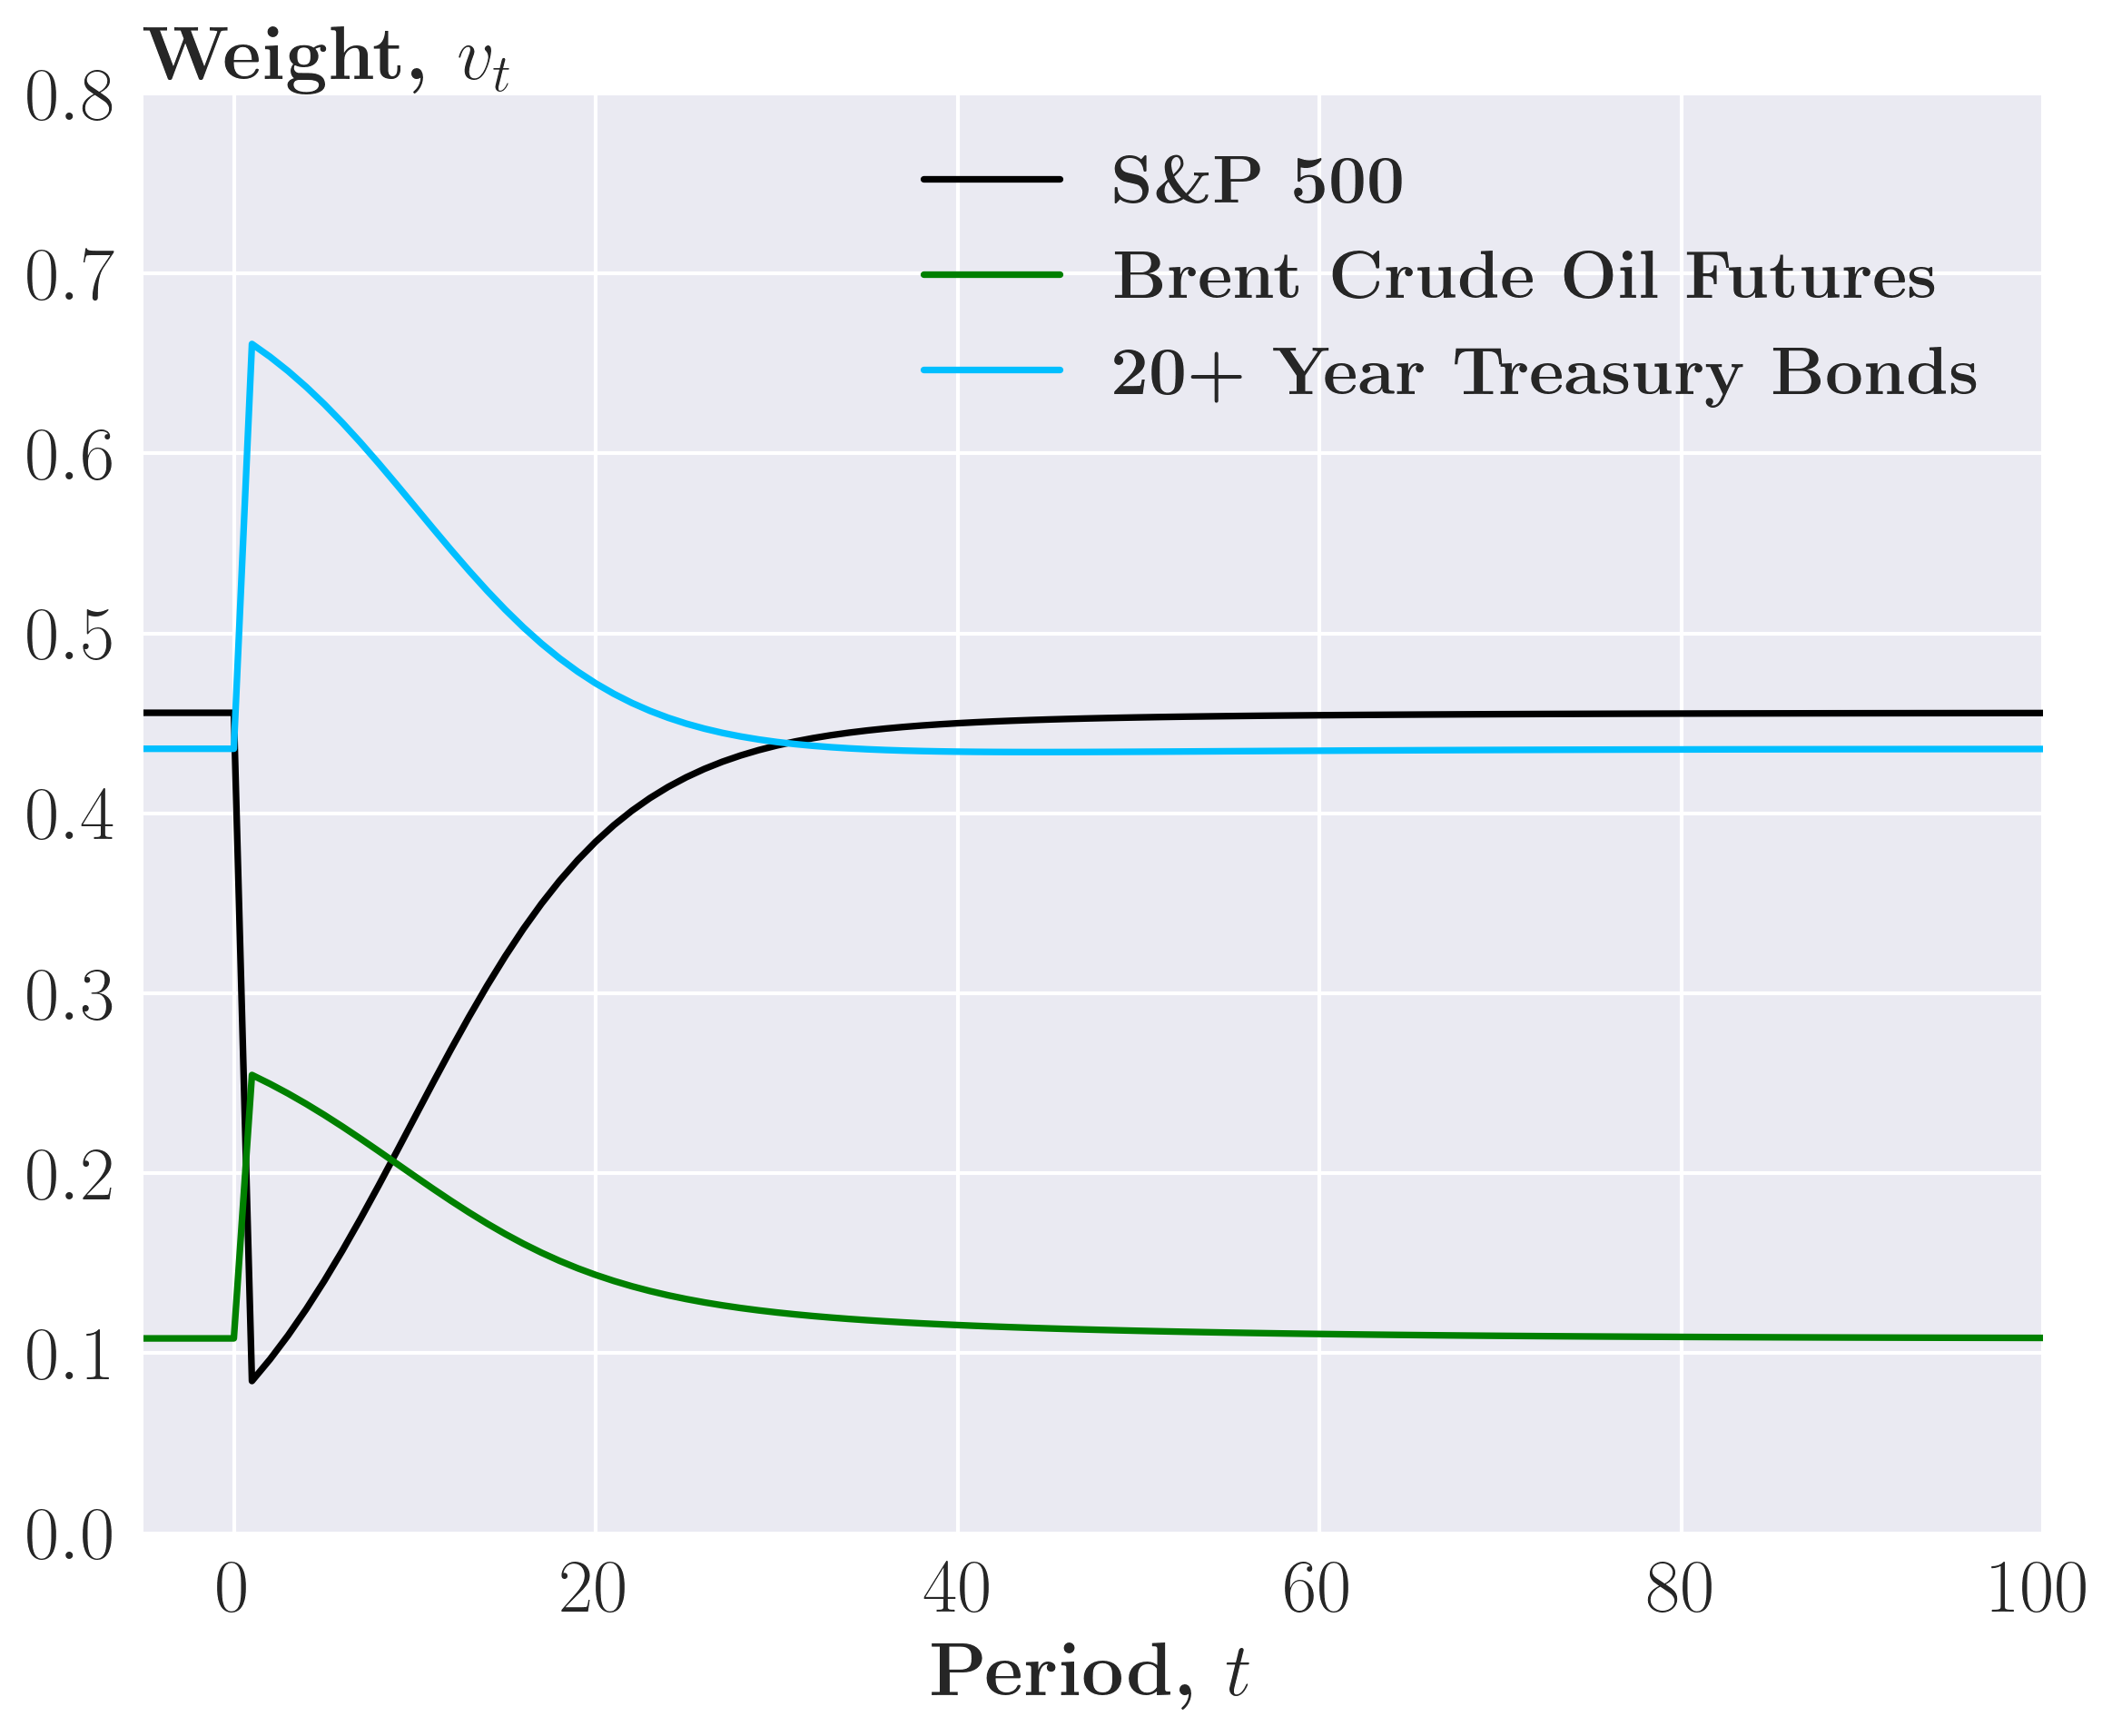 Weight, v_t
0.8
0.7
0.6
0.5
0.4
0.3
0.2
0.1
0.0
S&P 500
Brent Crude Oil Futures
20+ Year Treasury Bonds
0 20 40 60 80 100
Period, t